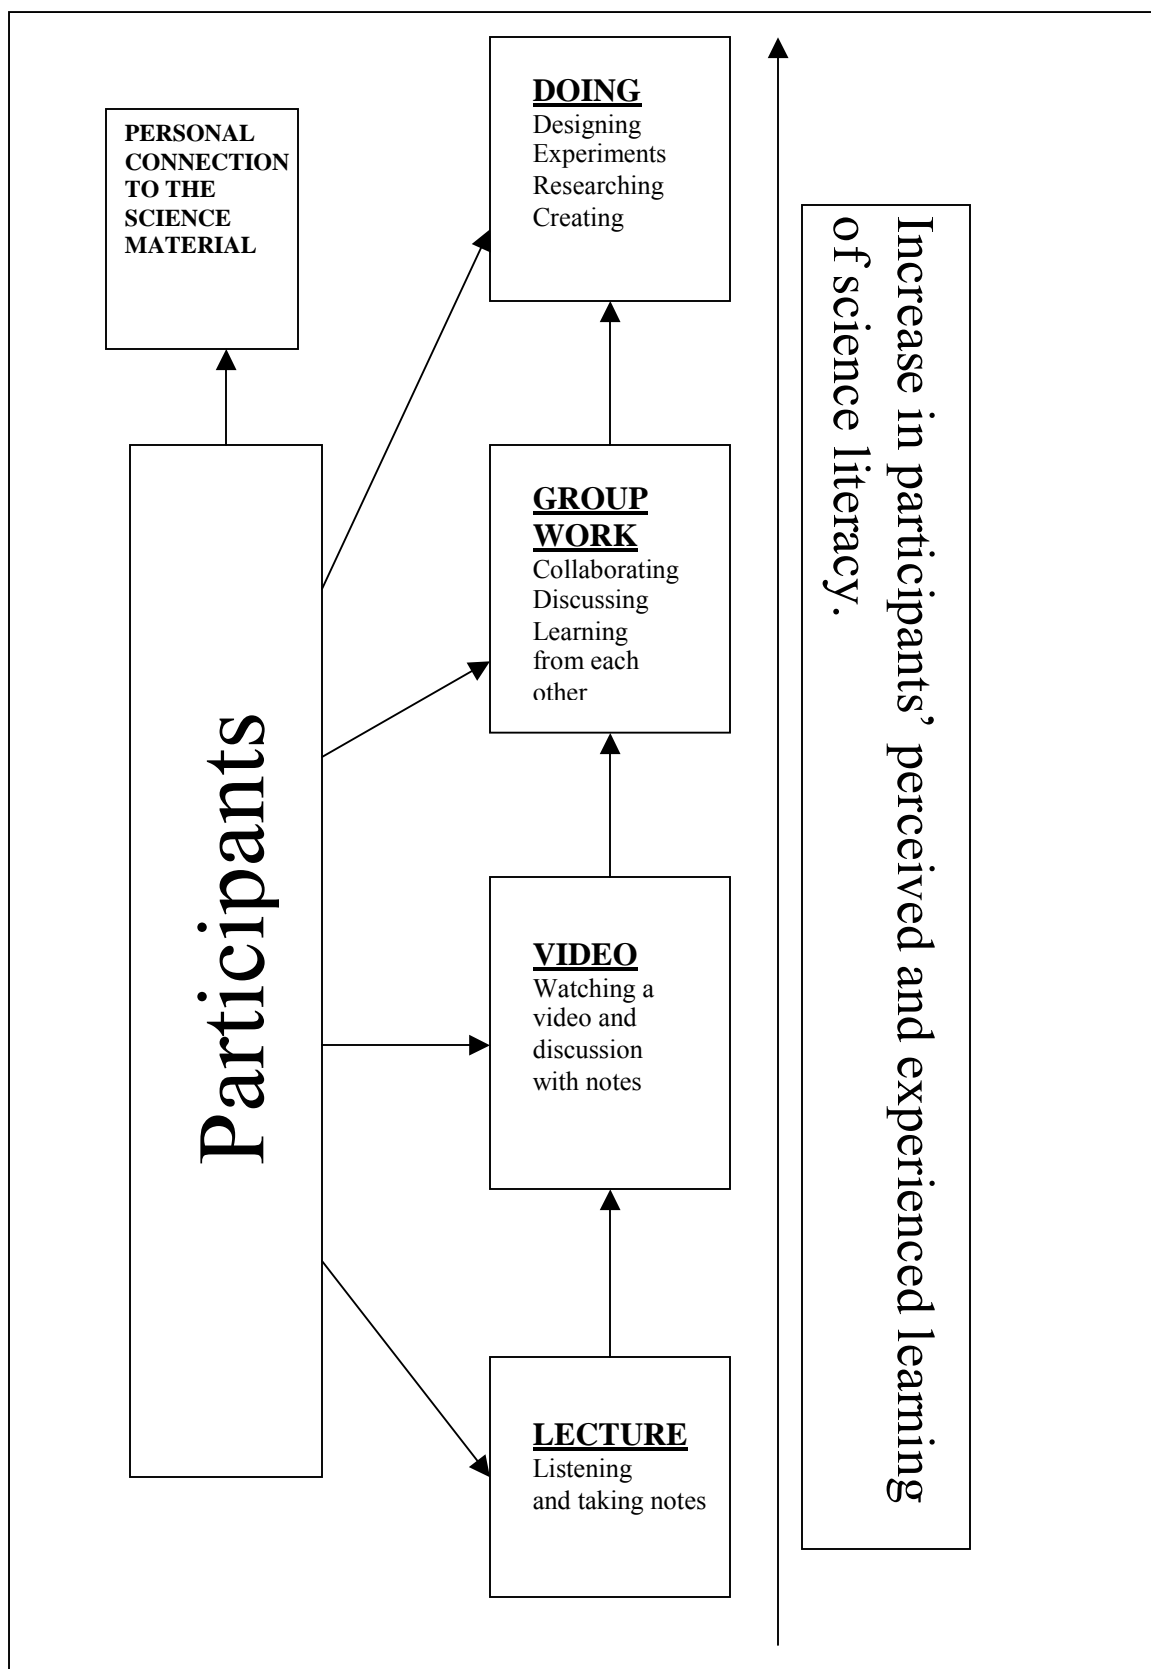 PERSONAL
CONNECTION
TO THE
SCIENCE
MATERIAL
Participants
DOING
Designing
Experiments
Researching
Creating
GROUP
WORK
Collaborating
Discussing
Learning
from each
other
VIDEO
Watching a
video and
discussion
with notes
LECTURE
Listening
and taking notes
Increase in participants’ perceived and experienced learning
of science literacy.